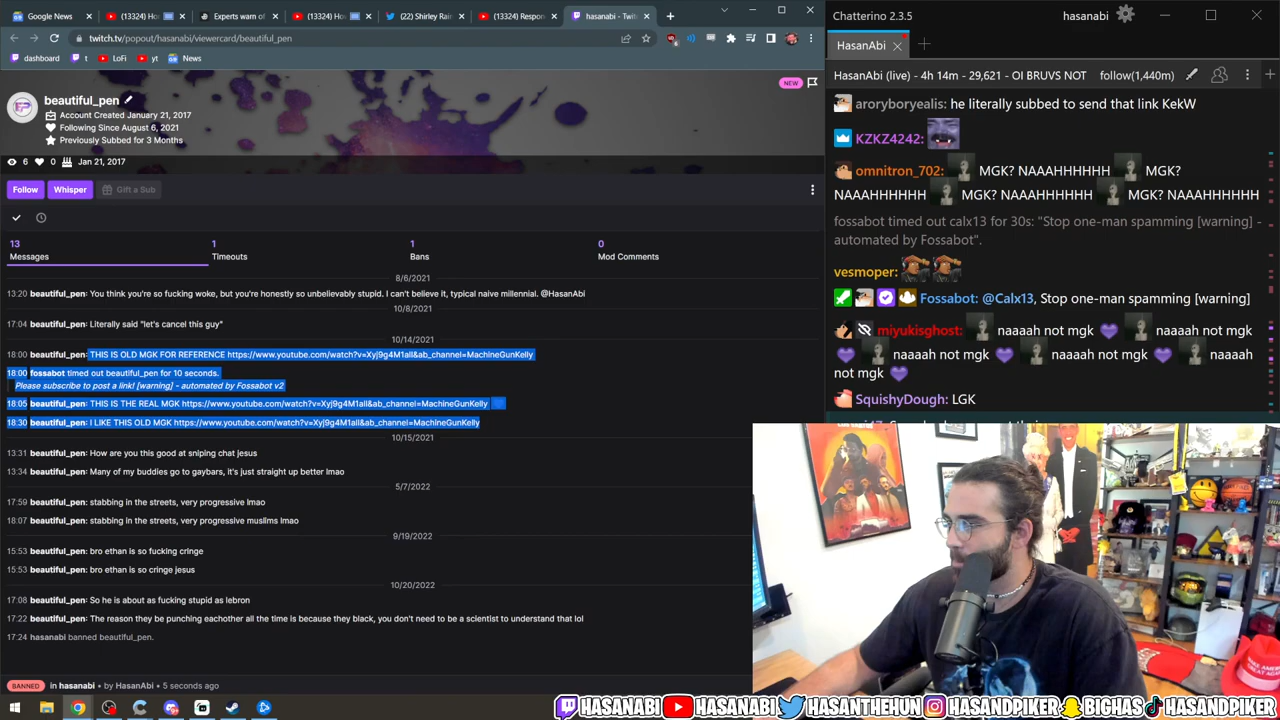 Google News
(13324) Ho
Experts warn of
(13324) Ho
(22) Shirley Rai
(13324) Respon
hasanabi - Twit
twitch.tv/popout/hasanabi/viewercard/beautiful_pen
dashboard
t
LoFi
yt
News
beautiful_pen
Account Created January 21, 2017
Following Since August 6, 2021
Previously Subbed for 3 Months
NEW
6 0 Jan 21, 2017
Follow
Whisper
Gift a Sub
13
Messages
1
Timeouts
1
Bans
0
Mod Comments
8/6/2021
13:20 beautiful_pen: You think you're so fucking woke, but you're honestly so unbelievably stupid. I can't believe it, typical naive millennial. @HasanAbi
10/8/2021
17:04 beautiful_pen: Literally said "let's cancel this guy"
10/14/2021
18:00 beautiful_pen: THIS IS OLD MGK FOR REFERENCE https://www.youtube.com/watch?v=Xyj9g4M1all&ab_channel=MachineGunKelly
18:00 fossabot timed out beautiful_pen for 10 seconds.
Please subscribe to post a link! [warning] - automated by Fossabot v2
18:05 beautiful_pen: THIS IS THE REAL MGK https://www.youtube.com/watch?v=Xyj9g4M1all&ab_channel=MachineGunKelly
18:30 beautiful_pen: I LIKE THIS OLD MGK https://www.youtube.com/watch?v=Xyj9g4M1all&ab_channel=MachineGunKelly
10/15/2021
13:31 beautiful_pen: How are you this good at sniping chat jesus
13:34 beautiful_pen: Many of my buddies go to gaybars, it's just straight up better lmao
5/7/2022
17:59 beautiful_pen: stabbing in the streets, very progressive lmao
18:07 beautiful_pen: stabbing in the streets, very progressive muslims lmao
9/19/2022
15:53 beautiful_pen: bro ethan is so fucking cringe
15:53 beautiful_pen: bro ethan is so cringe jesus
10/20/2022
17:08 beautiful_pen: So he is about as fucking stupid as lebron
17:22 beautiful_pen: The reason they be punching eachother all the time is because they black, you don't need to be a scientist to understand that lol
17:24 hasanabi banned beautiful_pen.
BANNED in hasanabi • by HasanAbi • 5 seconds ago
Chatterino 2.3.5
hasanabi
HasanAbi
HasanAbi (live) - 4h 14m - 29,621 - OI BRUVS NOT
follow(1,440m)
aroryboryealis: he literally subbed to send that link KekW
KZKZ4242:
omnitron_702: MGK? NAAAHHHHHH MGK?
NAAAHHHHHH MGK? NAAAHHHHHH MGK? NAAAHHHHHH
fossabot timed out calx13 for 30s: "Stop one-man spamming [warning] -
automated by Fossabot".
vesmoper:
Fossabot: @Calx13, Stop one-man spamming [warning]
miyukisghost: naaaah not mgk naaaah not mgk
naaaah not mgk naaaah not mgk naaaah
not mgk
SquishyDough: LGK
HASANABI HASANABI HASANTHEHUN HASANDPIKER BIGHAS HASANDPIKER